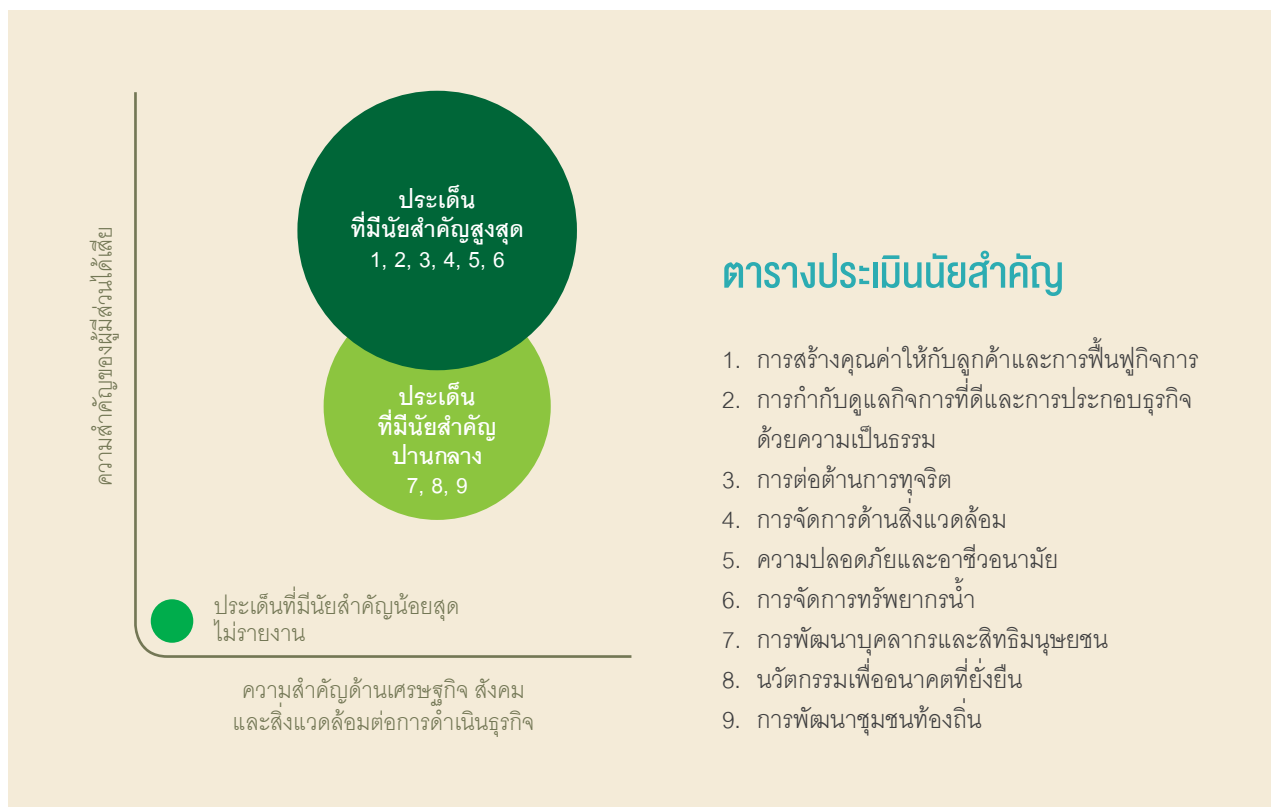 ความสำคัญของผู้มีส่วนได้เสีย
ประเด็น
ที่มีนัยสำคัญสูงสุด
1, 2, 3, 4, 5, 6
ประเด็น
ที่มีนัยสำคัญ
ปานกลาง
7, 8, 9
ประเด็นที่มีนัยสำคัญน้อยสุด
ไม่รายงาน
ความสำคัญด้านเศรษฐกิจ สังคม
และสิ่งแวดล้อมต่อการดำเนินธุรกิจ
ตารางประเมินนัยสำคัญ
1. การสร้างคุณค่าให้กับลูกค้าและการฟื้นฟูกิจการ
2. การกำกับดูแลกิจการที่ดีและการประกอบธุรกิจ
ด้วยความเป็นธรรม
3. การต่อต้านการทุจริต
4. การจัดการด้านสิ่งแวดล้อม
5. ความปลอดภัยและอาชีวอนามัย
6. การจัดการทรัพยากรน้ำ
7. การพัฒนาบุคลากรและสิทธิมนุษยชน
8. นวัตกรรมเพื่ออนาคตที่ยั่งยืน
9. การพัฒนาชุมชนท้องถิ่น